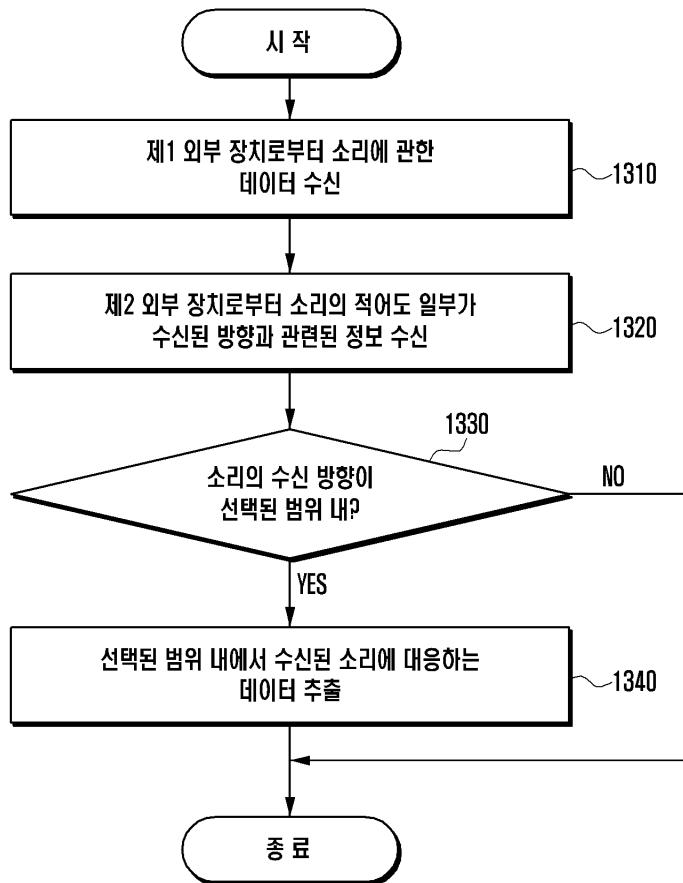 시 작
제1 외부 장치로부터 소리에 관한
데이터 수신
1310
제2 외부 장치로부터 소리의 적어도 일부가
수신된 방향과 관련된 정보 수신
1320
1330
소리의 수신 방향이
선택된 범위 내?
NO
YES
선택된 범위 내에서 수신된 소리에 대응하는
데이터 추출
1340
종 료